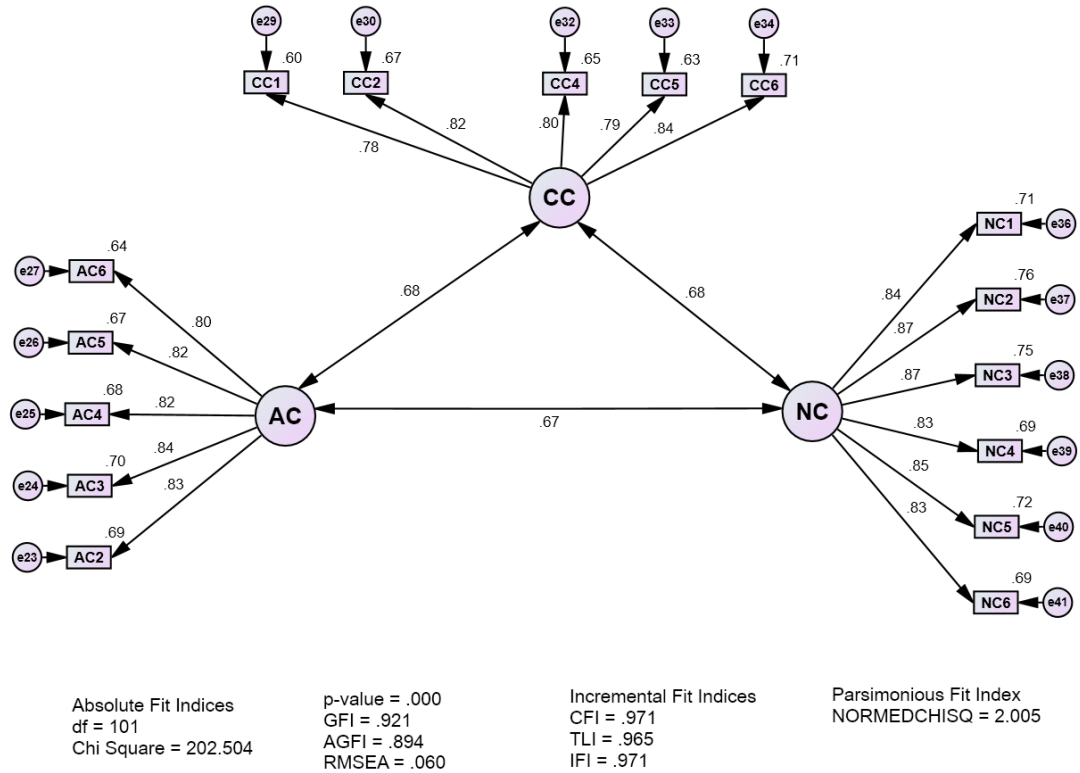 e29
e30
e32
e33
e34
.60
.67
.65
.63
.71
CC1
CC2
CC4
CC5
CC6
.78
.82
.80
.79
.84
CC
.64
e27
AC6
.67
e26
AC5
.68
e25
AC4
.70
e24
AC3
.69
e23
AC2
.80
.82
.82
.84
.83
AC
.68
.68
.67
NC
.84
.87
.87
.83
.85
.83
.71
NC1
e36
.76
NC2
e37
.75
NC3
e38
.69
NC4
e39
.72
NC5
e40
.69
NC6
e41
Absolute Fit Indices
df = 101
Chi Square = 202.504
p-value = .000
GFI = .921
AGFI = .894
RMSEA = .060
Incremental Fit Indices
CFI = .971
TLI = .965
IFI = .971
Parsimonious Fit Index
NORMEDCHISQ = 2.005